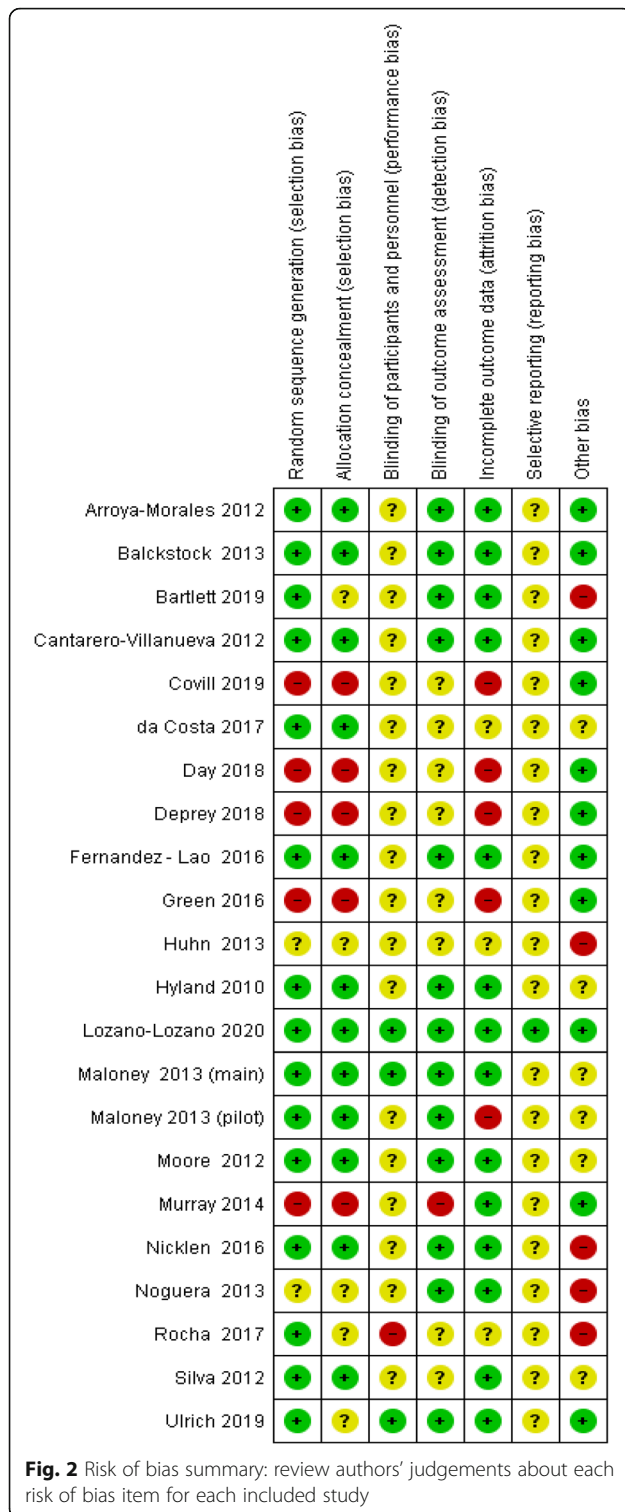 Random sequence generation (selection bias)
Allocation concealment (selection bias)
Blinding of participants and personnel (performance bias)
Blinding of outcome assessment (detection bias)
Incomplete outcome data (attrition bias)
Selective reporting (reporting bias)
Other bias
Arroya-Morales 2012 + + ? + + ? +
Balckstock 2013 + + ? + + ? +
Bartlett 2019 + ? ? + + ? -
Cantarero-Villanueva 2012 + + ? + + ? +
Covill 2019 - - ? ? - ? +
da Costa 2017 + + ? ? ? ? ?
Day 2018 - - ? ? - ? +
Deprey 2018 - - ? ? - ? +
Fernandez - Lao 2016 + + ? + + ? +
Green 2016 - - ? ? - ? +
Huhn 2013 ? ? ? ? ? ? -
Hyland 2010 + + ? + + ? ?
Lozano-Lozano 2020 + + + + + + +
Maloney 2013 (main) + + + + + ? ?
Maloney 2013 (pilot) + + ? + - ? ?
Moore 2012 + + ? + + ? ?
Murray 2014 - - ? - + ? +
Nicklen 2016 + + ? + + ? -
Noguera 2013 ? ? ? + + ? -
Rocha 2017 + ? - ? ? ? -
Silva 2012 + + ? ? + ? ?
Ulrich 2019 + ? + + + ? +
Fig. 2 Risk of bias summary: review authors' judgements about each
risk of bias item for each included study